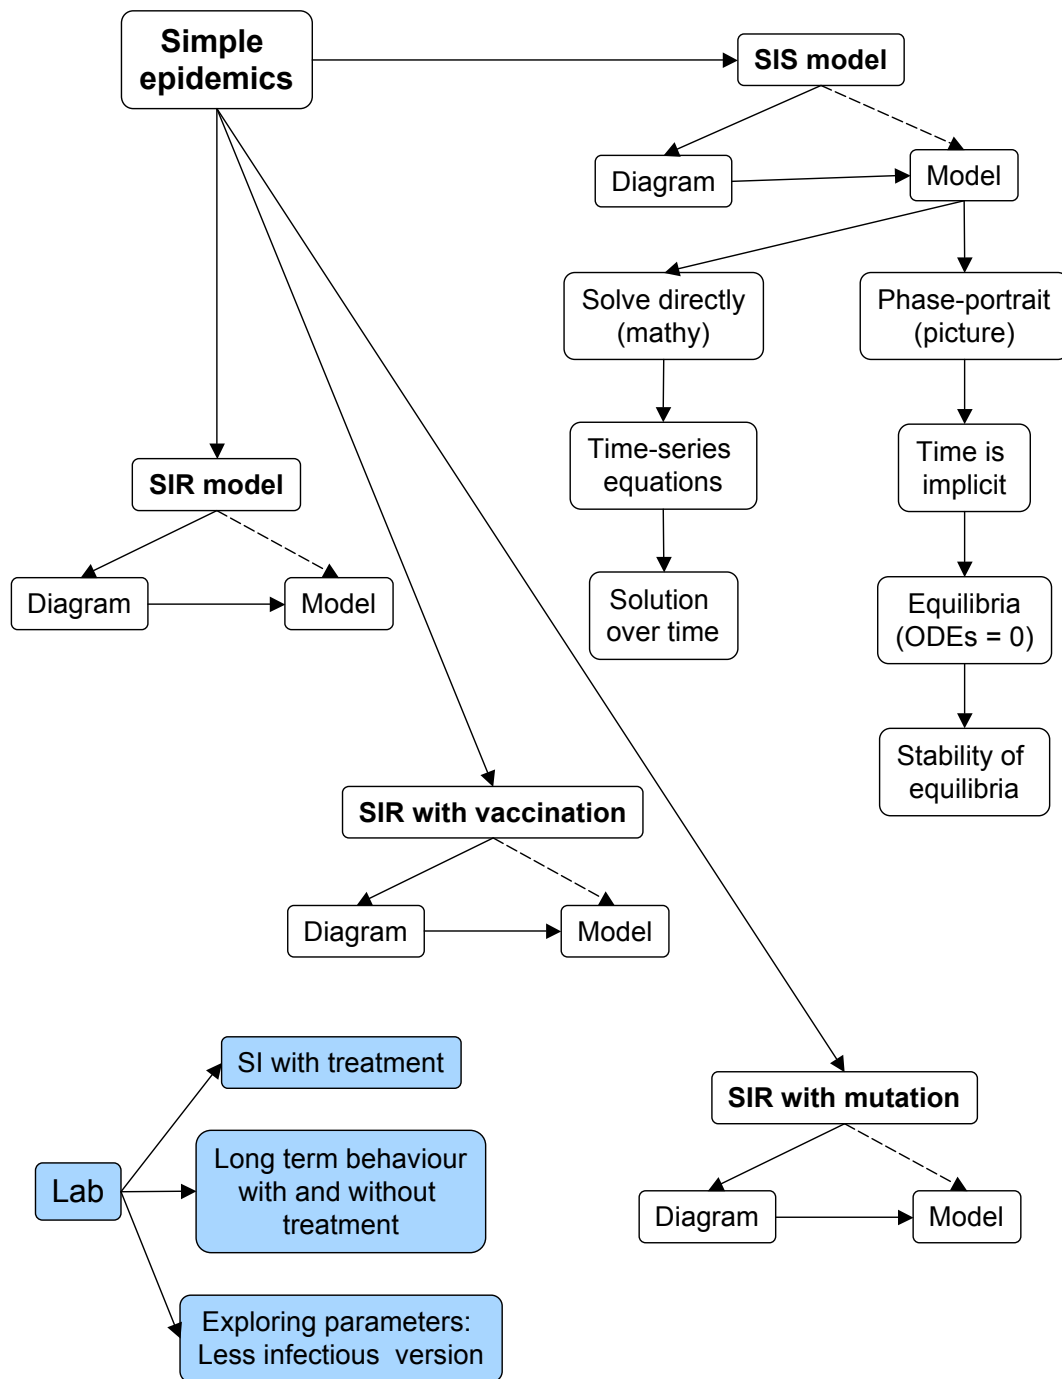 Simple
epidemics
SIS model
Diagram
Model
Solve directly
(mathy)
Phase-portrait
(picture)
Time-series
equations
Time is
implicit
SIR model
Diagram
Model
Solution
over time
Equilibria
(ODEs = 0)
Stability of
equilibria
SIR with vaccination
Diagram
Model
SI with treatment
SIR with mutation
Lab
Long term behaviour
with and without
treatment
Diagram
Model
Exploring parameters:
Less infectious version